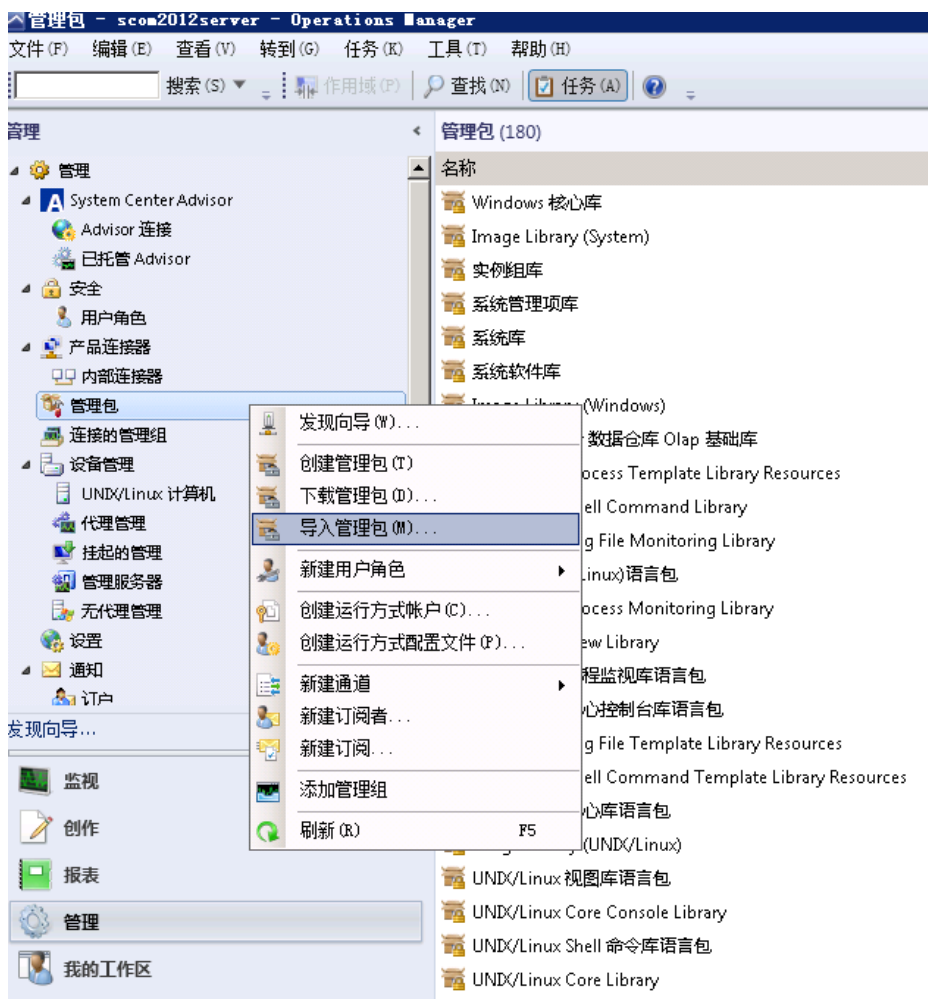 管理包 - scom2012server - Operations Manager
文件(F) 编辑(E) 查看(V) 转到(G) 任务(K) 工具(T) 帮助(H)
搜索(S) 作用域(P) 查找(N) 任务(A)
管理
管理
System Center Advisor
Advisor 连接
已托管 Advisor
安全
用户角色
产品连接器
内部连接器
管理包
连接的管理组
设备管理
UNIX/Linux 计算机
代理管理
挂起的管理
管理服务器
无代理管理
设置
通知
订户
发现向导...
监视
创作
报表
管理
我的工作区
发现向导(W)...
创建管理包(T)
下载管理包(D)...
导入管理包(M)...
新建用户角色
创建运行方式帐户(C)...
创建运行方式配置文件(P)...
新建通道
新建订阅者...
新建订阅...
添加管理组
刷新(R) F5
管理包 (180)
名称
Windows 核心库
Image Library (System)
实例组库
系统管理项库
系统库
系统软件库
Image Library (Windows)
数据仓库 Olap 基础库
ocess Template Library Resources
ell Command Library
g File Monitoring Library
inux)语言包
ocess Monitoring Library
ew Library
程监视库语言包
心控制台库语言包
g File Template Library Resources
ell Command Template Library Resources
心库语言包
(UNIX/Linux)
UNIX/Linux 视图库语言包
UNIX/Linux Core Console Library
UNIX/Linux Shell 命令库语言包
UNIX/Linux Core Library